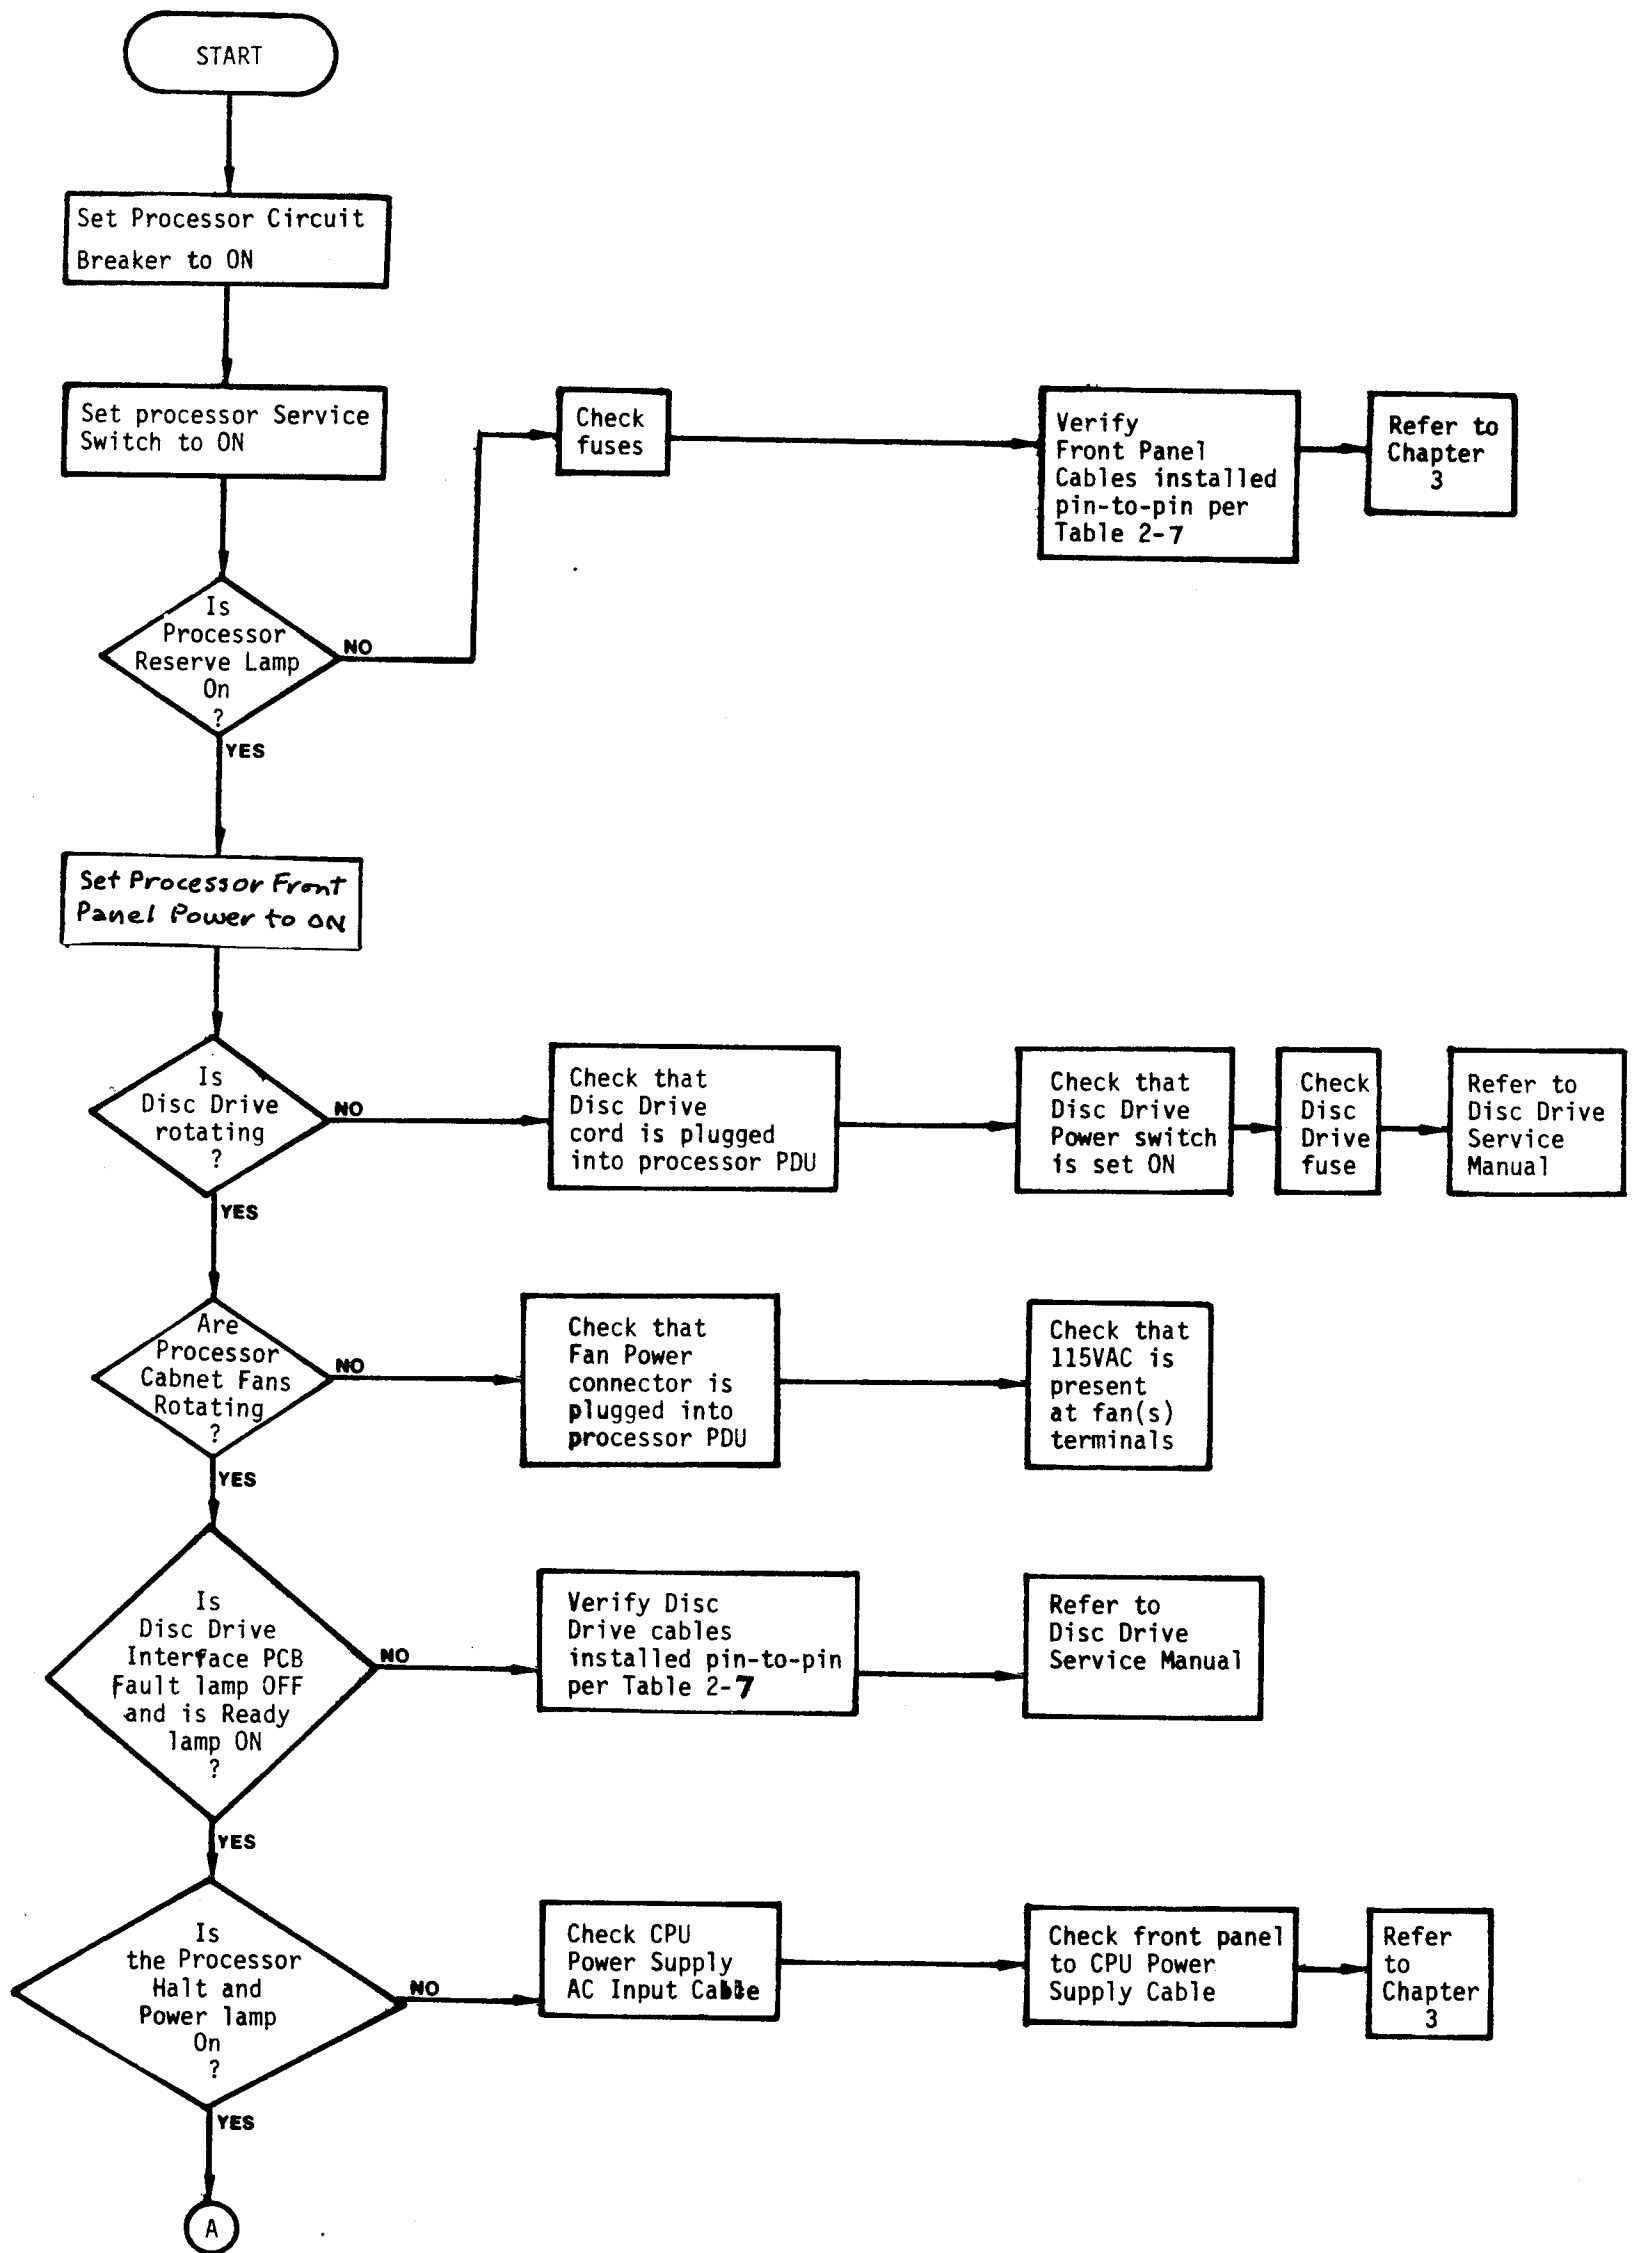 START
Set Processor Circuit
Breaker to ON
Set processor Service
Switch to ON
Is
Processor
Reserve Lamp
On
?
NO
Check
fuses
Verify
Front Panel
Cables installed
pin-to-pin per
Table 2-7
Refer to
Chapter
3
YES
Set Processor Front
Panel Power to ON
Is
Disc Drive
rotating
?
NO
Check that
Disc Drive
cord is plugged
into processor PDU
Check that
Disc Drive
Power switch
is set ON
Check
Disc
Drive
fuse
Refer to
Disc Drive
Service
Manual
YES
Are
Processor
Cabnet Fans
Rotating
?
NO
Check that
Fan Power
connector is
plugged into
processor PDU
Check that
115VAC is
present
at fan(s)
terminals
YES
Is
Disc Drive
Interface PCB
Fault lamp OFF
and is Ready
lamp ON
?
NO
Verify Disc
Drive cables
installed pin-to-pin
per Table 2-7
Refer to
Disc Drive
Service Manual
YES
Is
the Processor
Halt and
Power lamp
On
?
NO
Check CPU
Power Supply
AC Input Cable
Check front panel
to CPU Power
Supply Cable
Refer
to
Chapter
3
YES
A